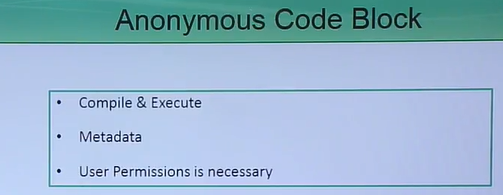 Anonymous Code Block
• Compile & Execute
• Metadata
• User Permissions is necessary